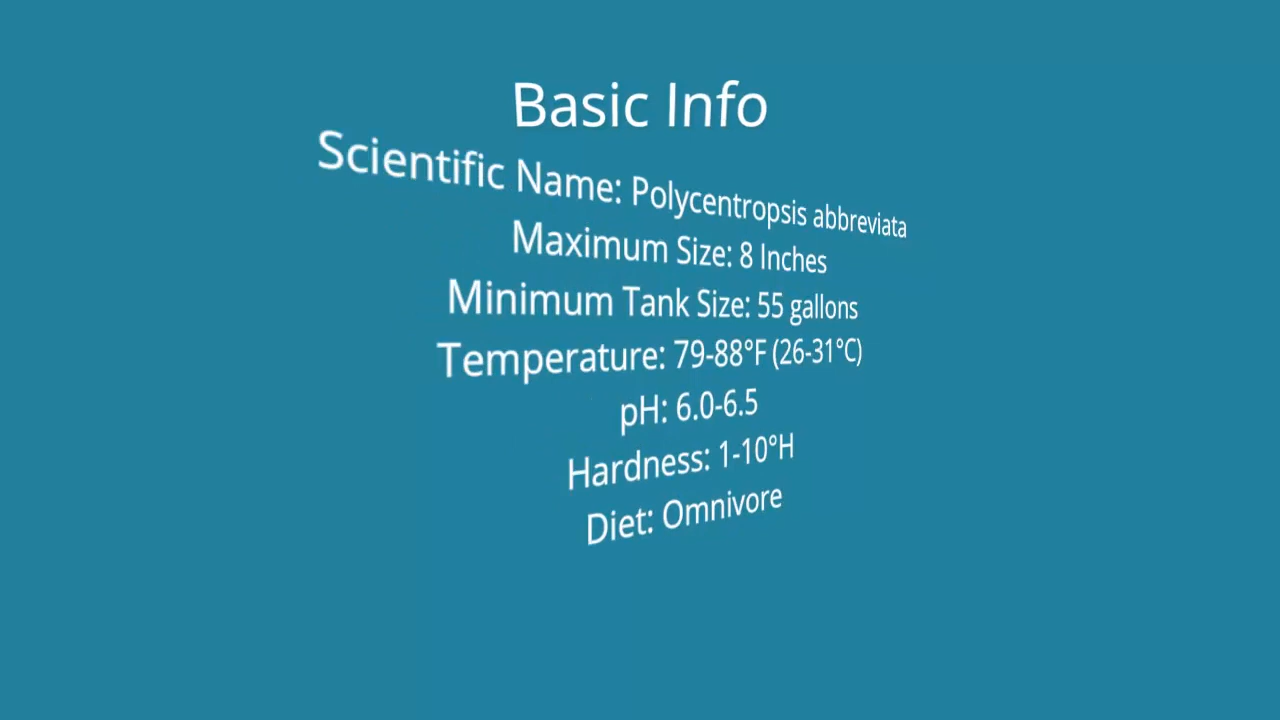 Basic Info
Scientific Name: Polycentropsis abbreviata
Maximum Size: 8 Inches
Minimum Tank Size: 55 gallons
Temperature: 79-88°F (26-31°C)
pH: 6.0-6.5
Hardness: 1-10°H
Diet: Omnivore